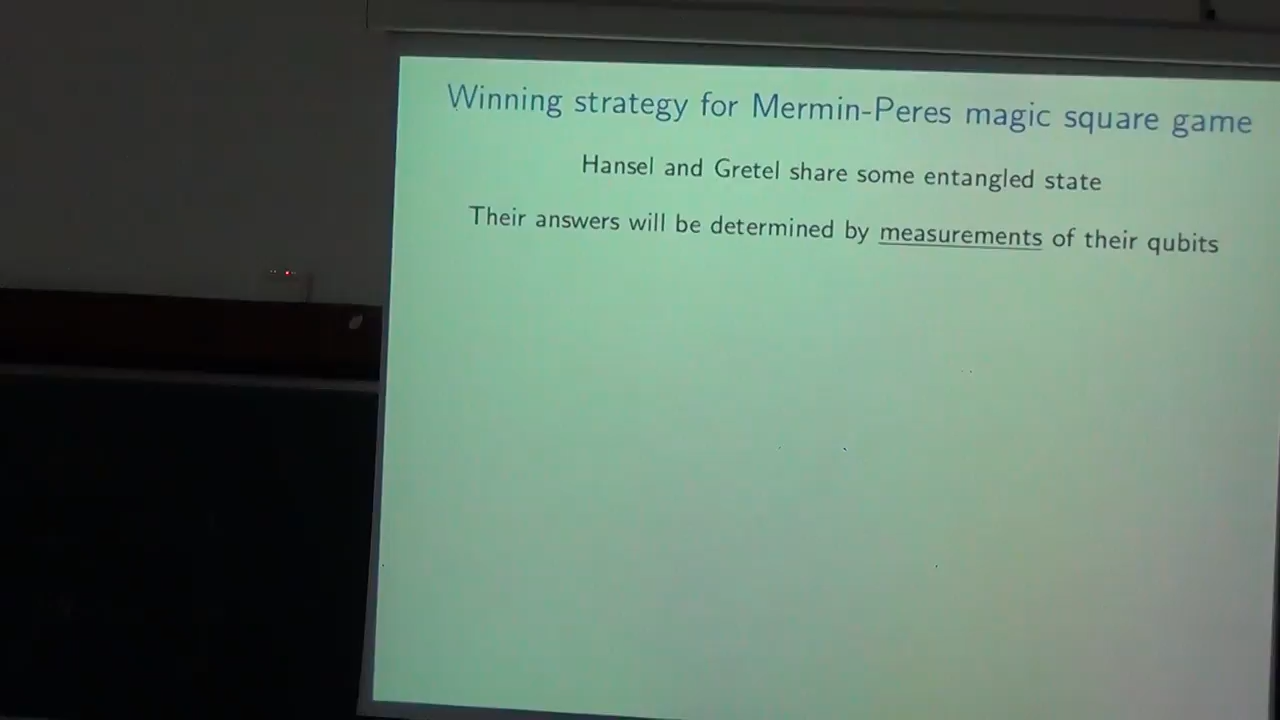 Winning strategy for Mermin-Peres magic square game
Hansel and Gretel share some entangled state
Their answers will be determined by measurements of their qubits